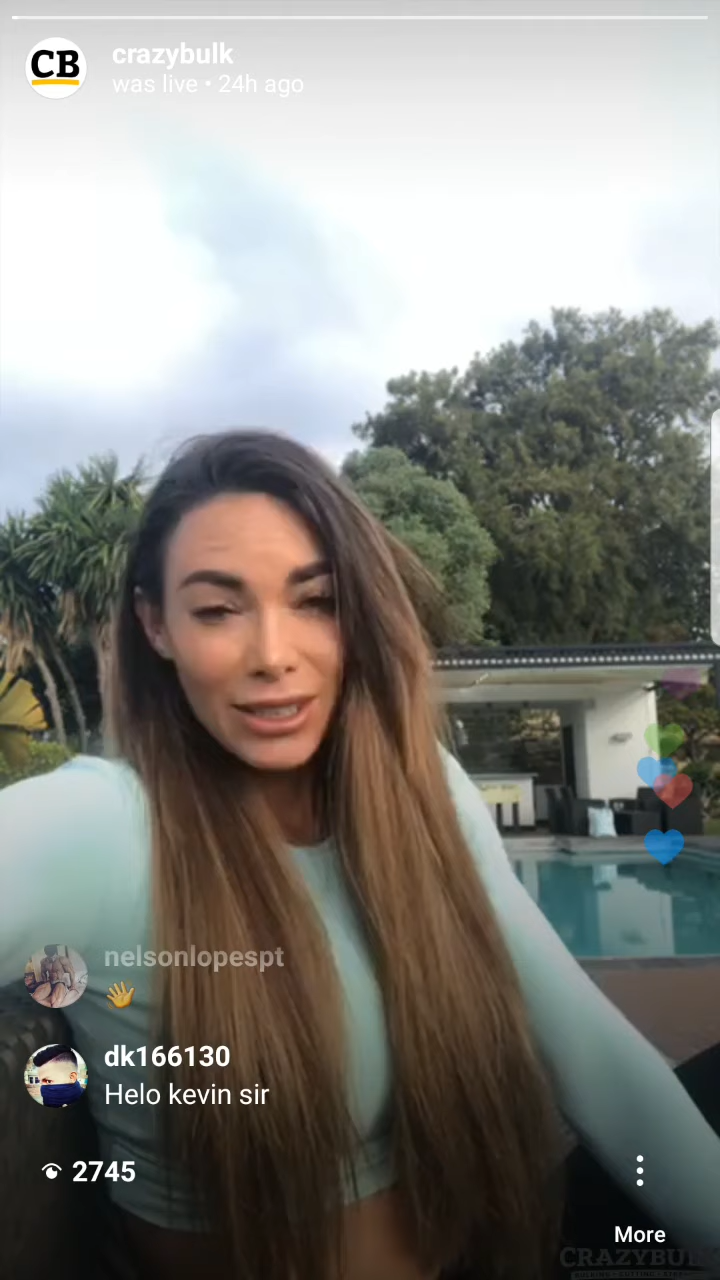 CB
crazybulk
was live • 24h ago
nelsonlopespt
👋
dk166130
Helo kevin sir
2745
More
CRAZYBULK